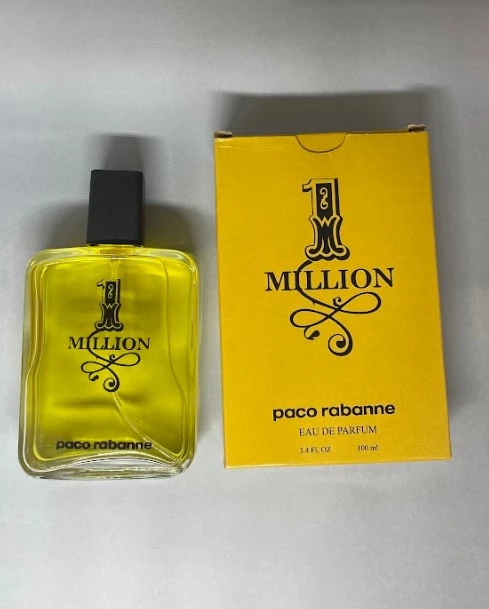 1
MILLION
paco rabanne
1
MILLION
paco rabanne
EAU DE PARFUM
3.4 FL OZ 100 ml